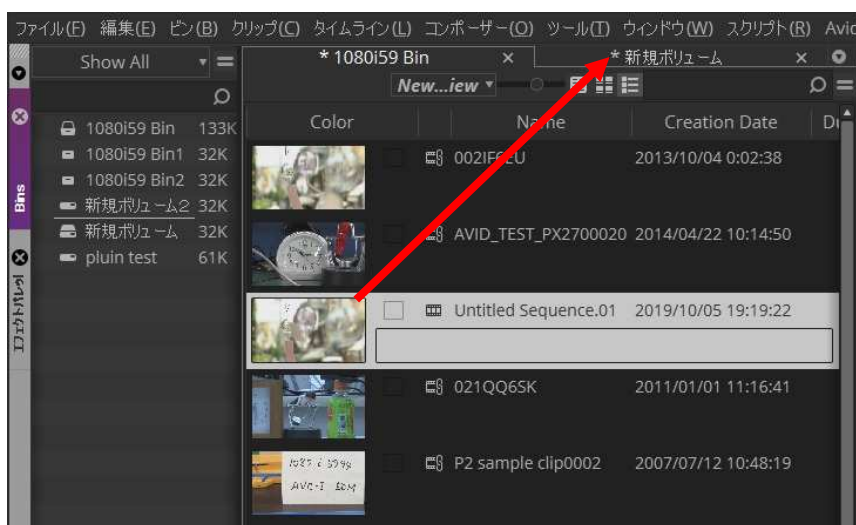 ファイル(F) 編集(E) ビン(B) クリップ(C) タイムライン(L) コンポーザー(O) ツール(T) ウィンドウ(W) スクリプト(R) Avid
Show All
* 1080i59 Bin
* 新規ボリューム
New...iew
Color Name Creation Date
1080i59 Bin 133K
1080i59 Bin1 32K
1080i59 Bin2 32K
新規ボリューム2 32K
新規ボリューム 32K
pluin test 61K
Bins
エフェクトパレット
2013/10/04 0:02:38
AVID_TEST_PX2700020 2014/04/22 10:14:50
Untitled Sequence.01 2019/10/05 19:19:22
021QQ6SK 2011/01/01 11:16:41
P2 sample clip0002 2007/07/12 10:48:19
AVC-I